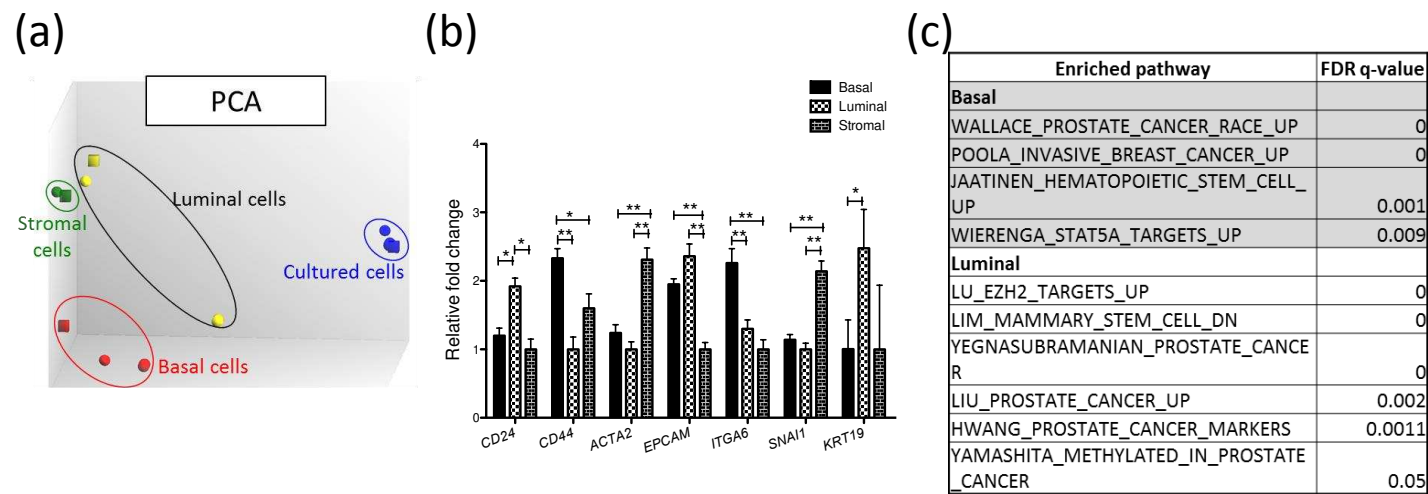 (a)
PCA
Luminal cells
Stromal
cells
Cultured cells
Basal cells
(b)
Basal
Luminal
Stromal
Relative fold change
4
3
2
1
0
* * ** * ** ** ** ** ** ** ** ** ** *
CD24 CD44 ACTA2 EPCAM ITGA6 SNAI1 KRT19
(c)
Enriched pathway FDR q-value
Basal
WALLACE_PROSTATE_CANCER_RACE_UP 0
POOLA_INVASIVE_BREAST_CANCER_UP 0
JAATINEN_HEMATOPOIETIC_STEM_CELL_
UP 0.001
WIERENGA_STAT5A_TARGETS_UP 0.009
Luminal
LU_EZH2_TARGETS_UP 0
LIM_MAMMARY_STEM_CELL_DN 0
YEGNASUBRAMANIAN_PROSTATE_CANCE
R 0
LIU_PROSTATE_CANCER_UP 0.002
HWANG_PROSTATE_CANCER_MARKERS 0.0011
YAMASHITA_METHYLATED_IN_PROSTATE
_CANCER 0.05